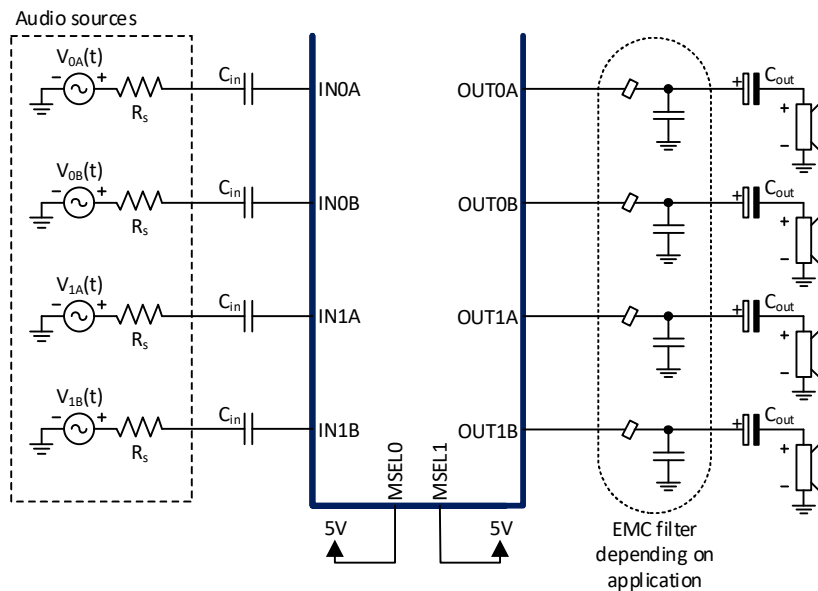 Audio sources
V0A(t)
− +
Rs
Cin
IN0A
OUT0A
+
Cout
+
−
V0B(t)
− +
Rs
Cin
IN0B
OUT0B
+
Cout
+
−
V1A(t)
− +
Rs
Cin
IN1A
OUT1A
+
Cout
+
−
V1B(t)
− +
Rs
Cin
IN1B
OUT1B
+
Cout
+
−
MSEL0
MSEL1
5V
5V
EMC filter
depending on
application